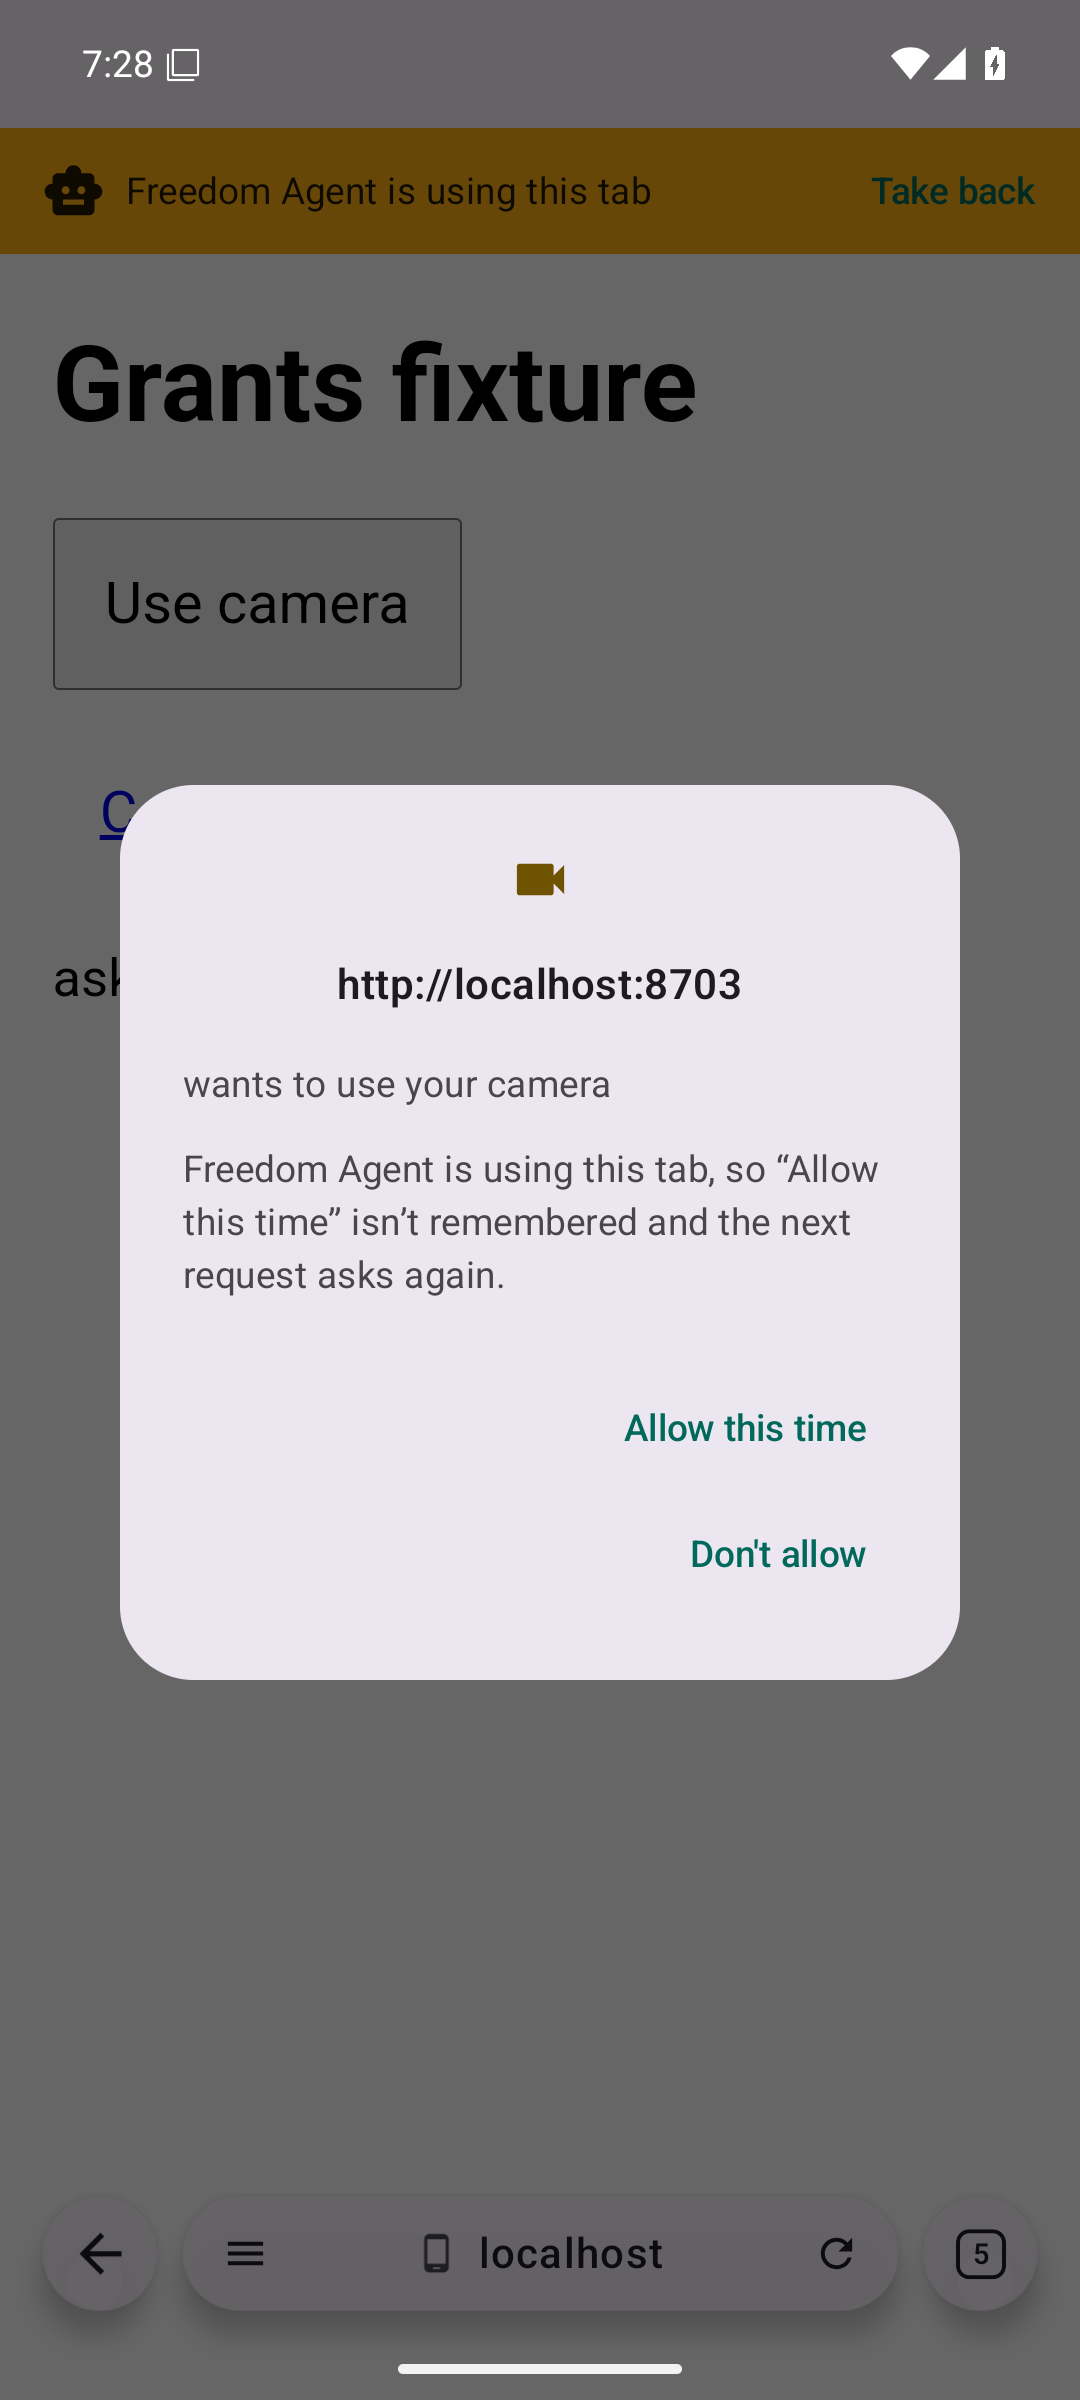 7:28
Freedom Agent is using this tab
Take back
Grants fixture
Use camera
http://localhost:8703
wants to use your camera
Freedom Agent is using this tab, so “Allow
this time” isn’t remembered and the next
request asks again.
Allow this time
Don't allow
localhost
5